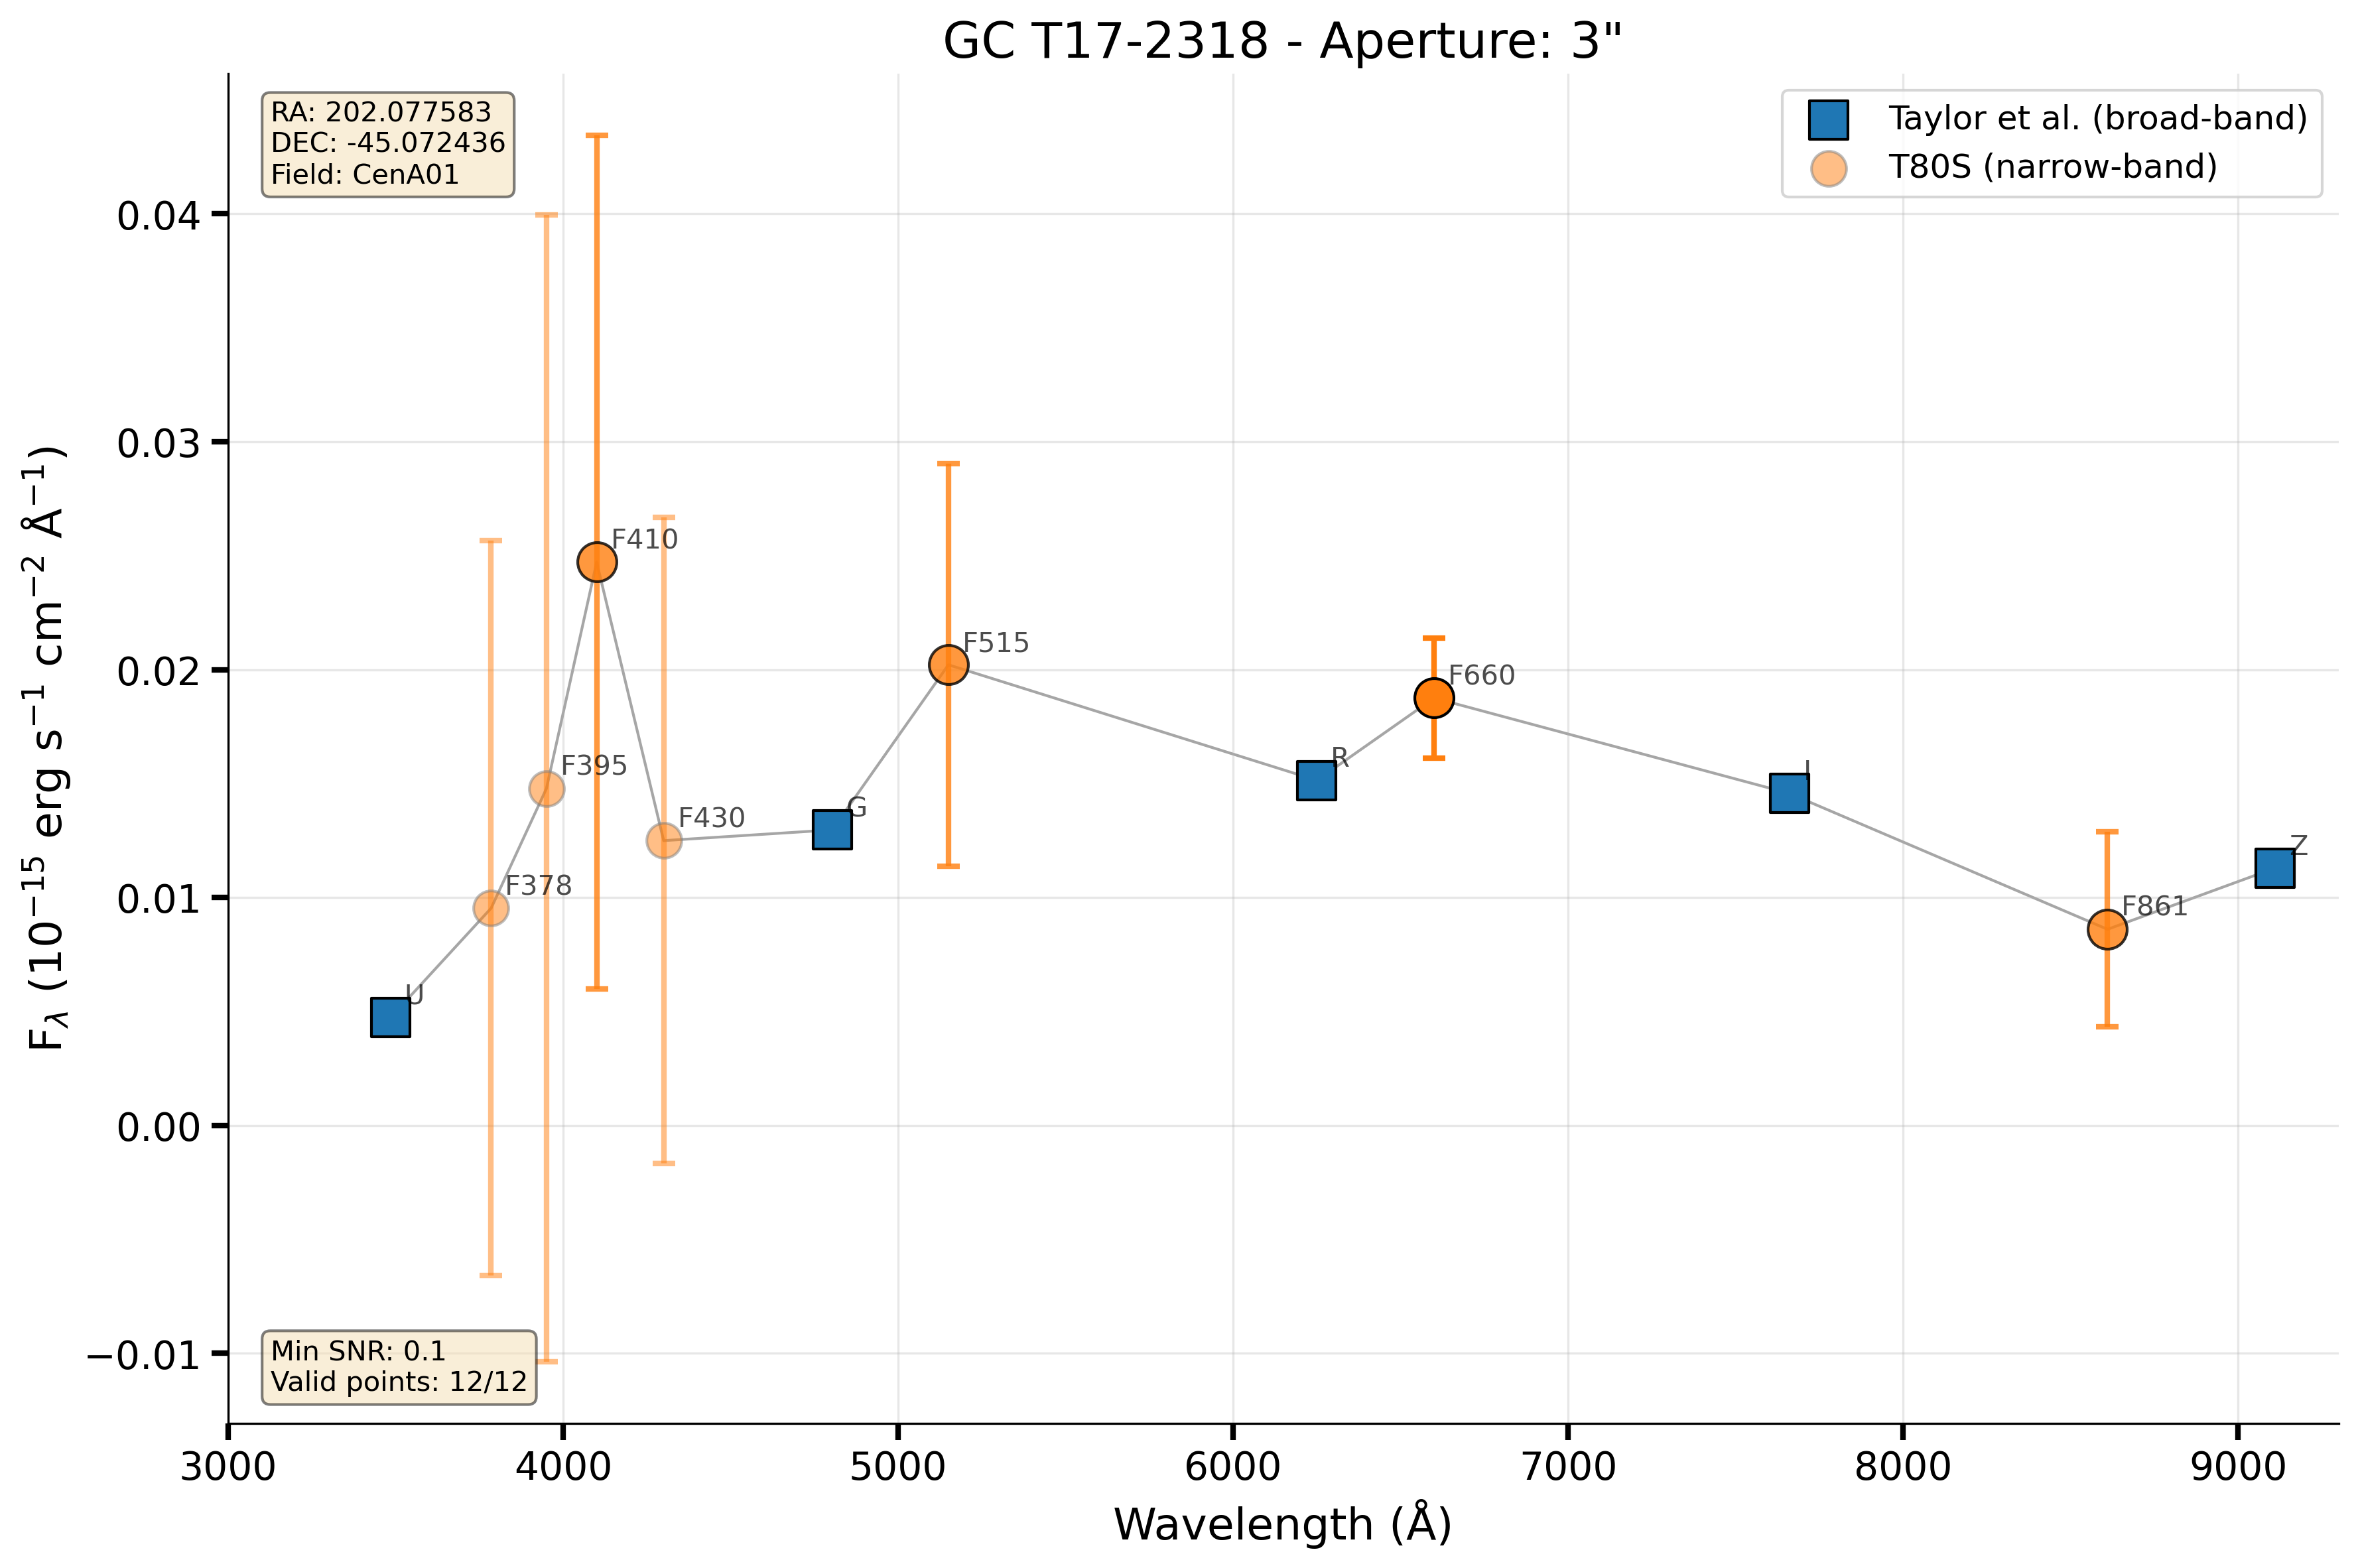 GC T17-2318 - Aperture: 3"
RA: 202.077583
DEC: -45.072436
Field: CenA01
Taylor et al. (broad-band)
T80S (narrow-band)
0.04
0.03
0.02
0.01
0.00
−0.01
F$_λ$ (10⁻¹⁵ erg s⁻¹ cm⁻² Å⁻¹)
U
F378
F395
F410
F430
G
F515
R
F660
I
F861
Z
Min SNR: 0.1
Valid points: 12/12
3000
4000
5000
6000
7000
8000
9000
Wavelength (Å)